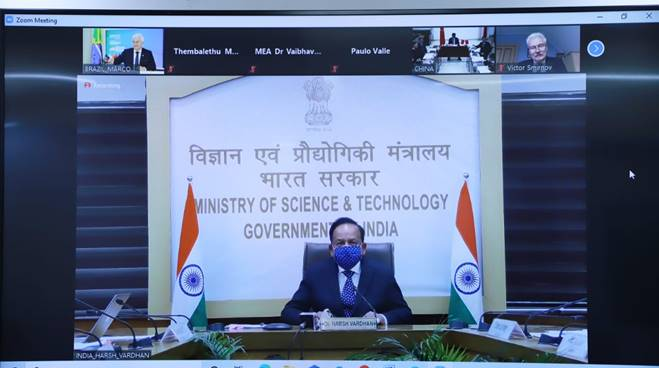 Zoom Meeting
BRAZIL_MARCO
Thembalethu M...
MEA Dr Vaibhav...
Paulo Valle
CHINA
Victor Smirnov
Recording
विज्ञान एवं प्रौद्योगिकी मंत्रालय
भारत सरकार
MINISTRY OF SCIENCE & TECHNOLOGY
GOVERNMENT INDIA
HARSH VARDHAN
INDIA_HARSH_VARDHAN